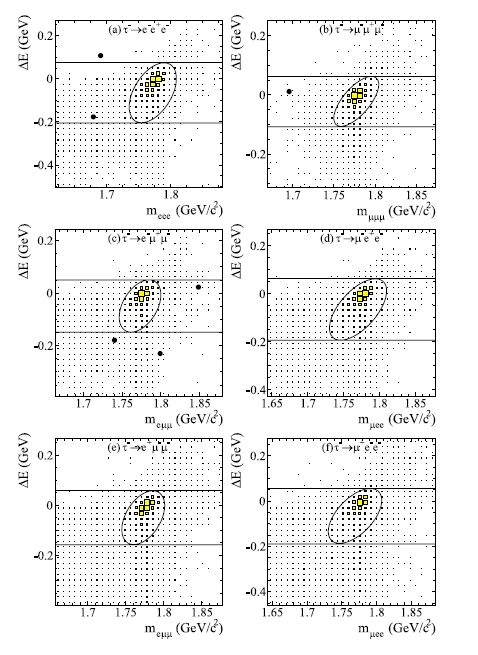 ΔE (GeV)
(a) τ⁻→e⁻e⁺e⁻
0.2
0
-0.2
-0.4
1.7 1.8
m_eee (GeV/c²)
ΔE (GeV)
(b) τ⁻→μ⁻μ⁺μ⁻
0.2
0
-0.2
1.7 1.75 1.8 1.85
m_μμμ (GeV/c²)
ΔE (GeV)
(c) τ⁻→e⁻μ⁺μ⁻
0.2
0
-0.2
1.7 1.75 1.8 1.85
m_eμμ (GeV/c²)
ΔE (GeV)
(d) τ⁻→μ⁻e⁺e⁻
0.2
0
-0.2
-0.4
1.65 1.7 1.75 1.8 1.85
m_μee (GeV/c²)
ΔE (GeV)
(e) τ⁻→e⁺μ⁻μ⁻
0.2
0
-0.2
1.7 1.75 1.8 1.85
m_eμμ (GeV/c²)
ΔE (GeV)
(f) τ⁻→μ⁺e⁻e⁻
0.2
0
-0.2
-0.4
1.65 1.7 1.75 1.8 1.85
m_μee (GeV/c²)